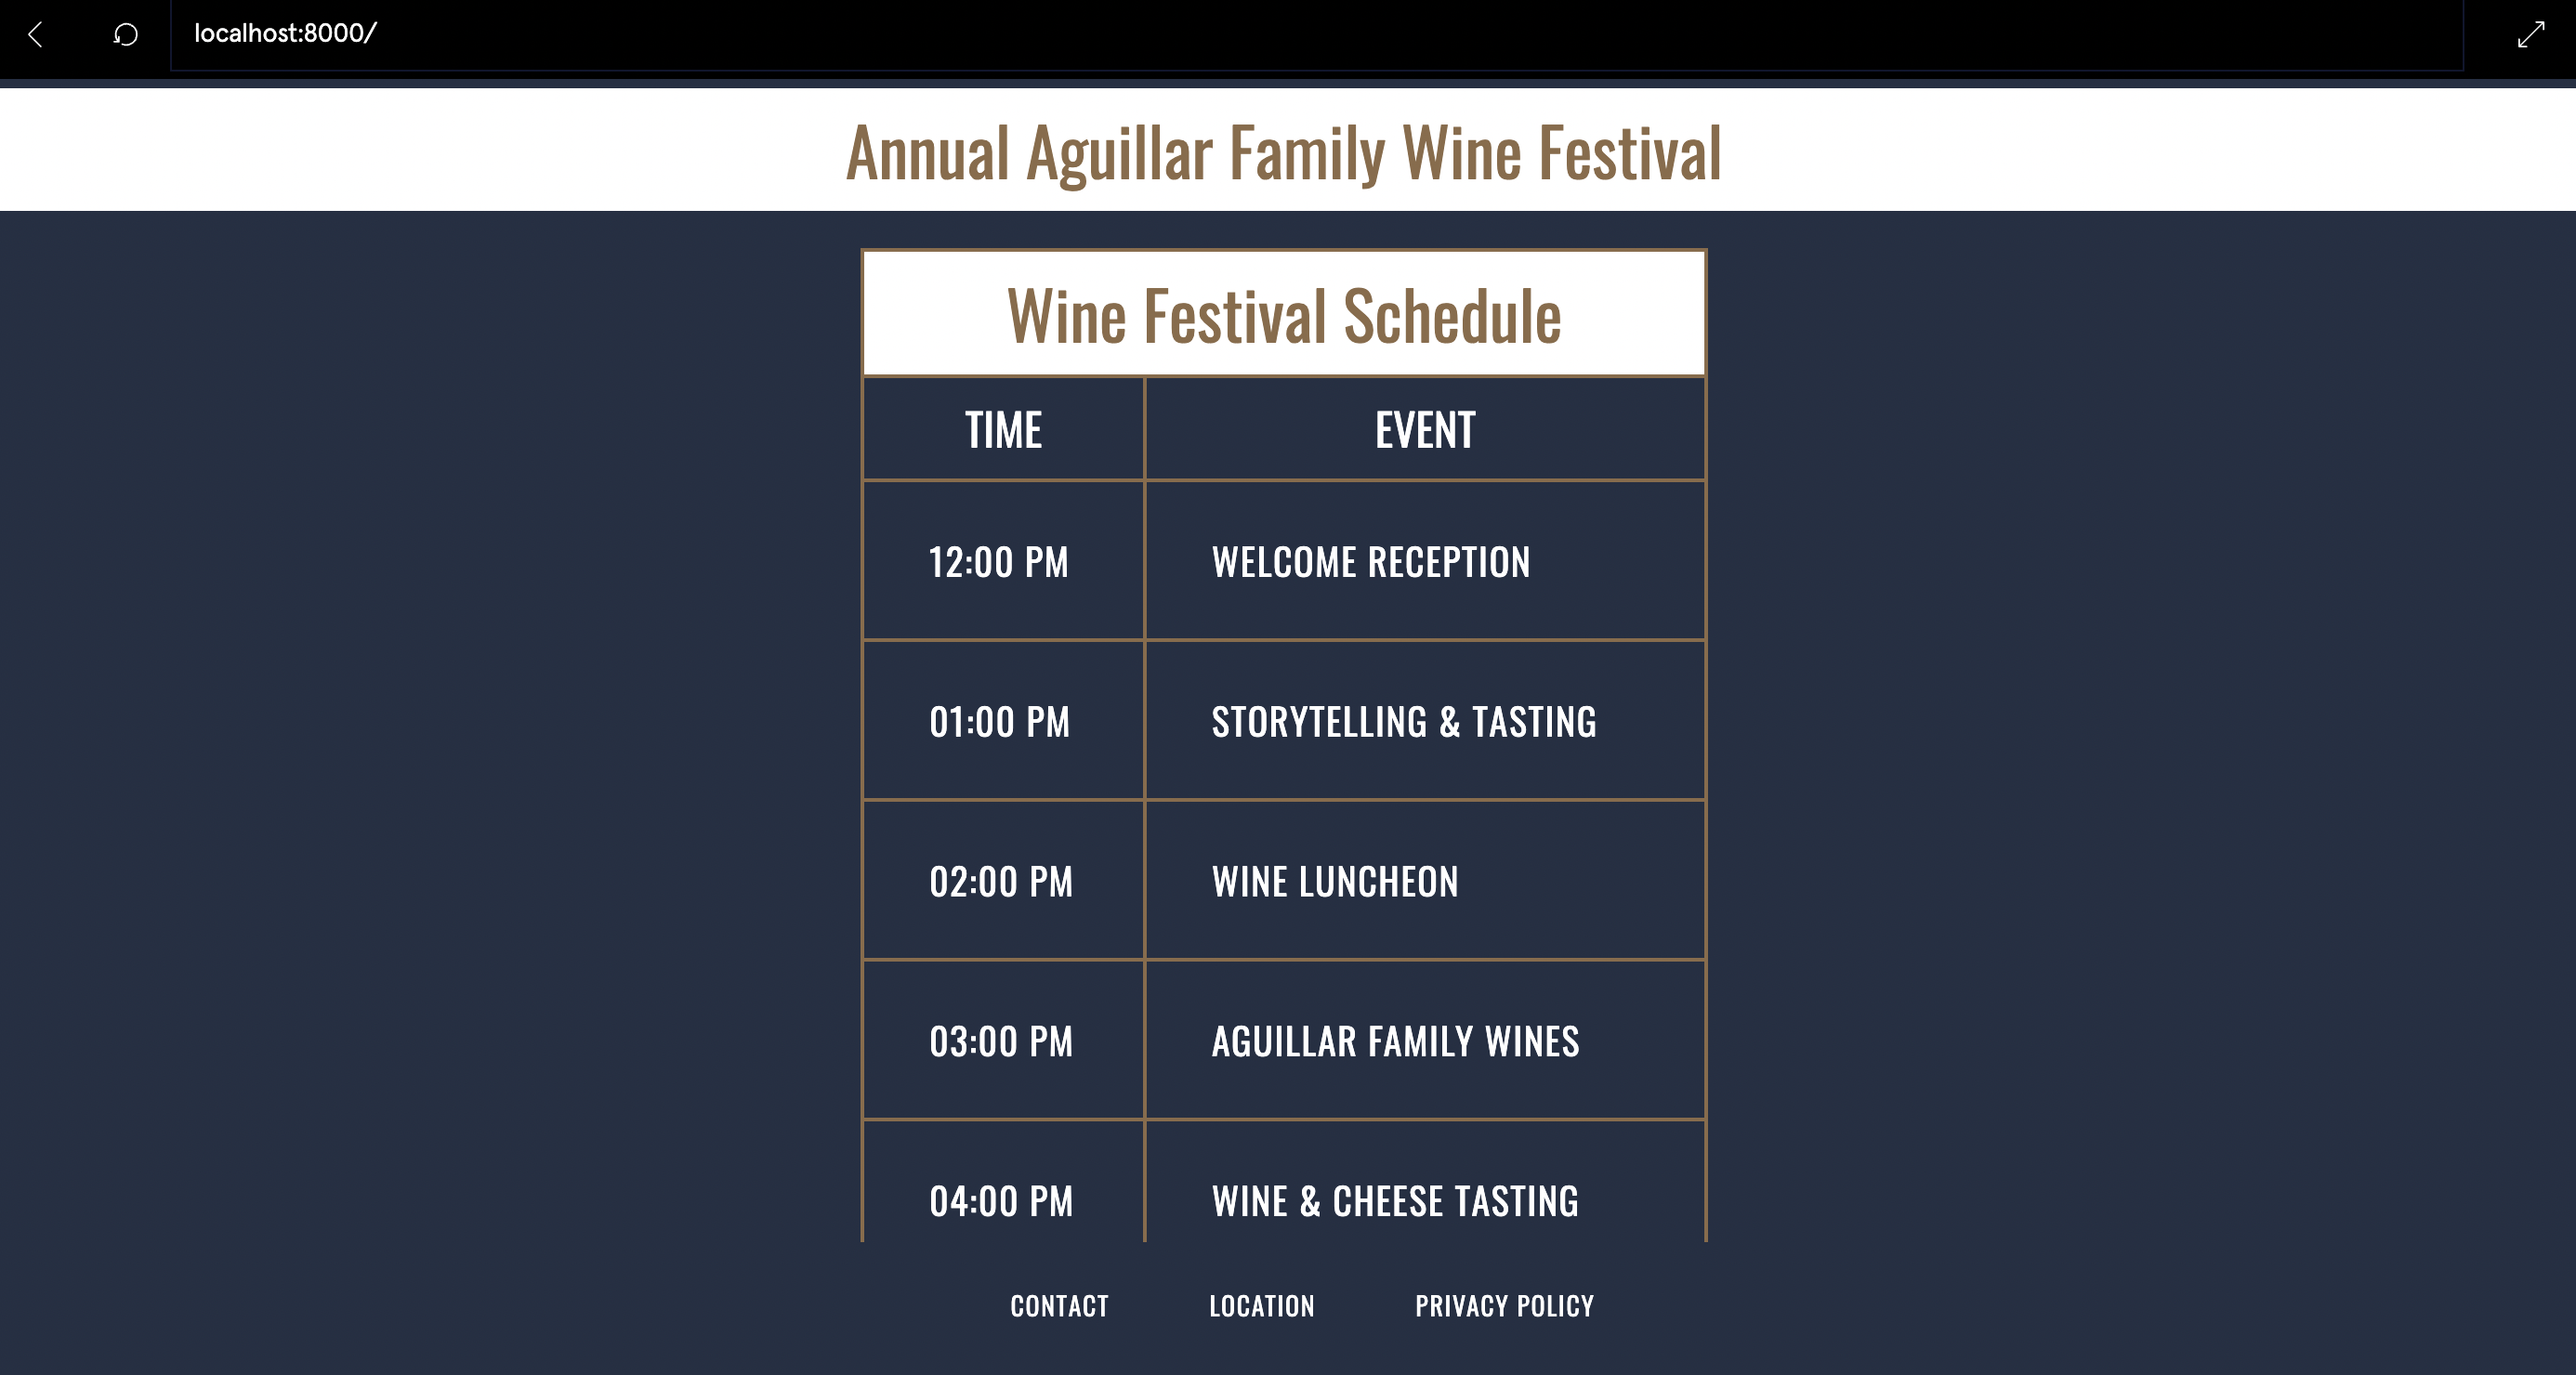 localhost:8000/
Annual Aguillar Family Wine Festival
Wine Festival Schedule
TIME EVENT
12:00 PM WELCOME RECEPTION
01:00 PM STORYTELLING & TASTING
02:00 PM WINE LUNCHEON
03:00 PM AGUILLAR FAMILY WINES
04:00 PM WINE & CHEESE TASTING
CONTACT LOCATION PRIVACY POLICY